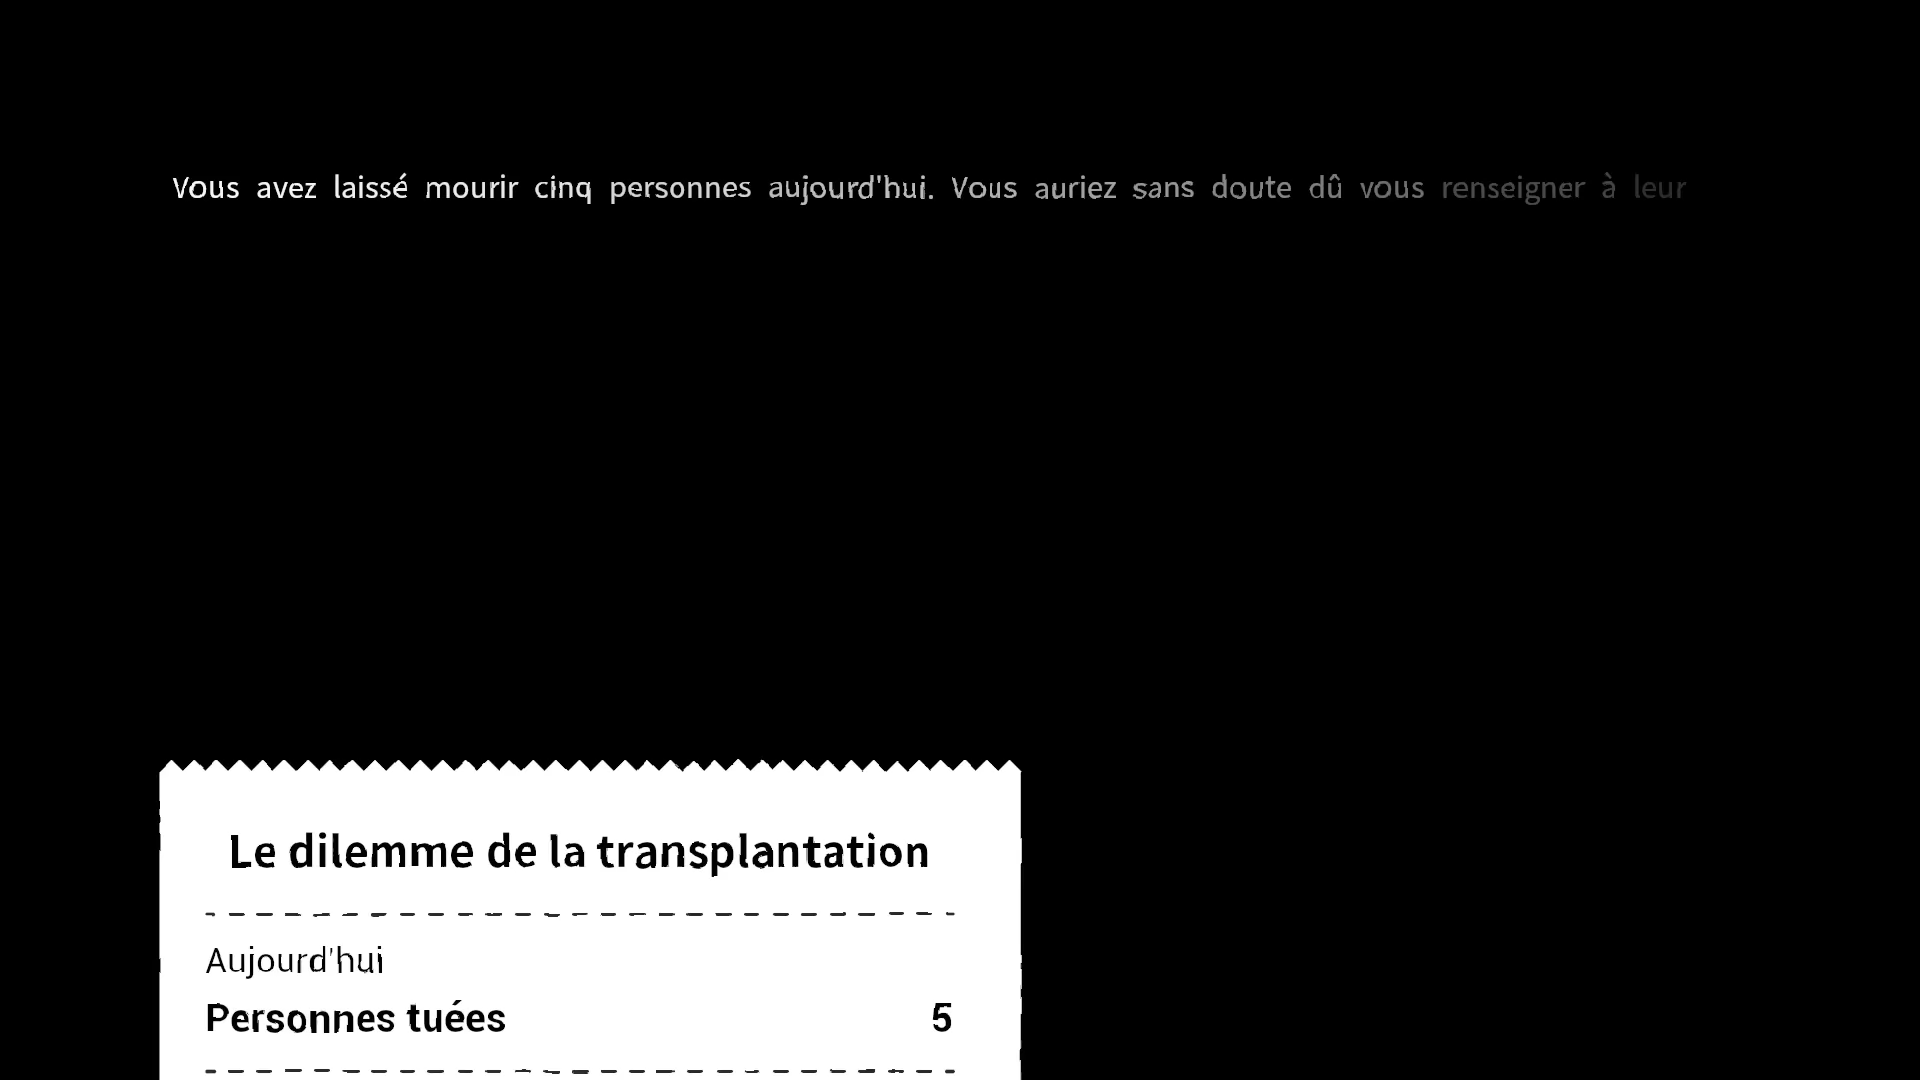 Vous avez laissé mourir cinq personnes aujourd'hui. Vous auriez sans doute dû vous renseigner à leur
Le dilemme de la transplantation
Aujourd'hui
Personnes tuées 5